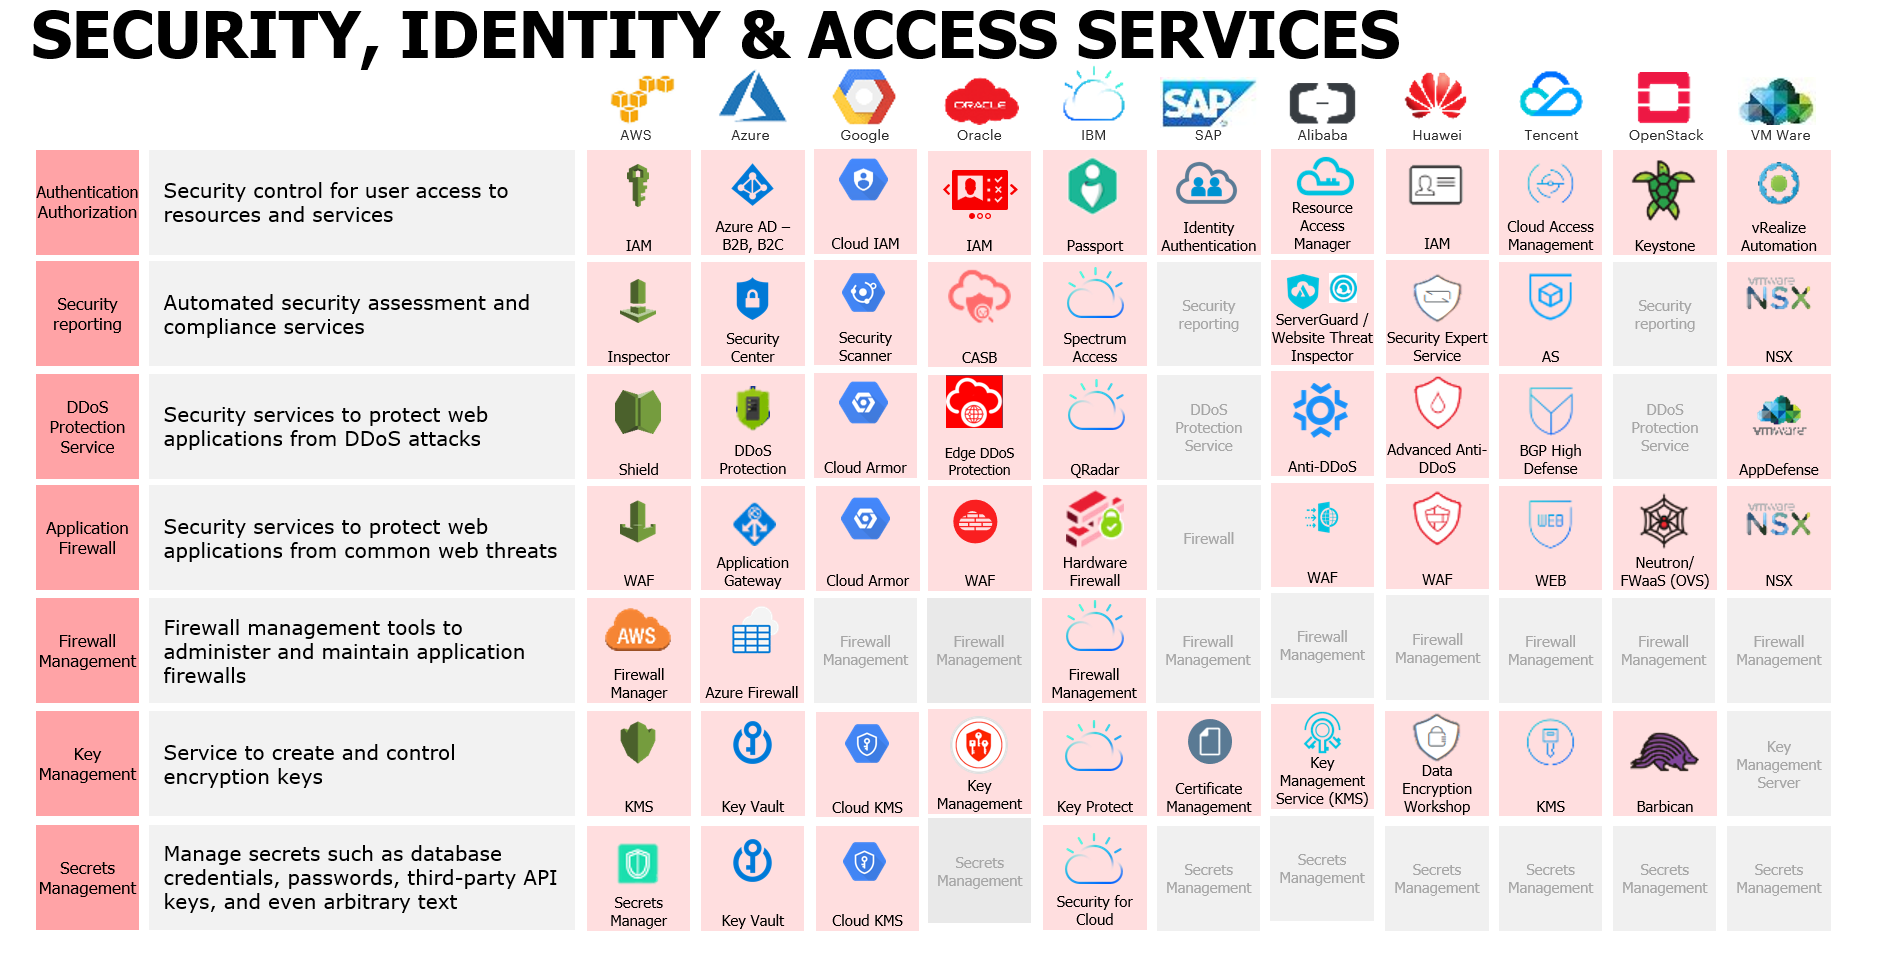 SECURITY, IDENTITY & ACCESS SERVICES
ORACLE
SAP
AWS
Azure
Google
Oracle
IBM
SAP
Alibaba
Huawei
Tencent
OpenStack
VM Ware
Authentication
Authorization
Security control for user access to
resources and services
IAM
Azure AD –
B2B, B2C
Cloud IAM
IAM
Passport
Identity
Authentication
Resource
Access
Manager
IAM
Cloud Access
Management
Keystone
vRealize
Automation
Security
reporting
Automated security assessment and
compliance services
Inspector
Security
Center
Security
Scanner
CASB
Spectrum
Access
Security
reporting
ServerGuard /
Website Threat
Inspector
Security Expert
Service
AS
Security
reporting
vmware
NSX
NSX
DDoS
Protection
Service
Security services to protect web
applications from DDoS attacks
Shield
DDoS
Protection
Cloud Armor
Edge DDoS
Protection
QRadar
DDoS
Protection
Service
Anti-DDoS
Advanced Anti-
DDoS
BGP High
Defense
DDoS
Protection
Service
vmware
AppDefense
Application
Firewall
Security services to protect web
applications from common web threats
WAF
Application
Gateway
Cloud Armor
WAF
Hardware
Firewall
Firewall
WAF
WAF
WEB
WEB
Neutron/
FWaaS (OVS)
vmware
NSX
NSX
Firewall
Management
Firewall management tools to
administer and maintain application
firewalls
AWS
Firewall
Manager
Azure Firewall
Firewall
Management
Firewall
Management
Firewall
Management
Firewall
Management
Firewall
Management
Firewall
Management
Firewall
Management
Firewall
Management
Firewall
Management
Key
Management
Service to create and control
encryption keys
KMS
Key Vault
Cloud KMS
Key
Management
Key Protect
Certificate
Management
Key
Management
Service (KMS)
Data
Encryption
Workshop
KMS
Barbican
Key
Management
Server
Secrets
Management
Manage secrets such as database
credentials, passwords, third-party API
keys, and even arbitrary text
Secrets
Manager
Key Vault
Cloud KMS
Secrets
Management
Security for
Cloud
Secrets
Management
Secrets
Management
Secrets
Management
Secrets
Management
Secrets
Management
Secrets
Management